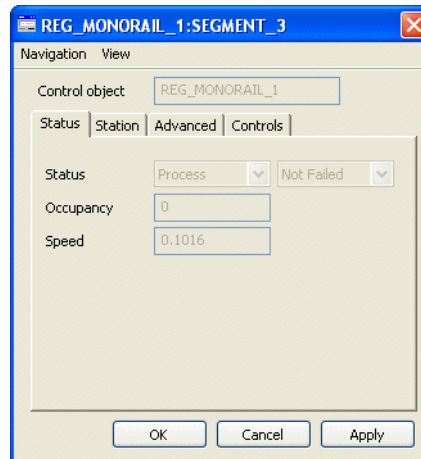 REG_MONORAIL_1:SEGMENT_3
Navigation View
Control object REG_MONORAIL_1
Status Station Advanced Controls
Status Process Not Failed
Occupancy 0
Speed 0.1016
OK Cancel Apply